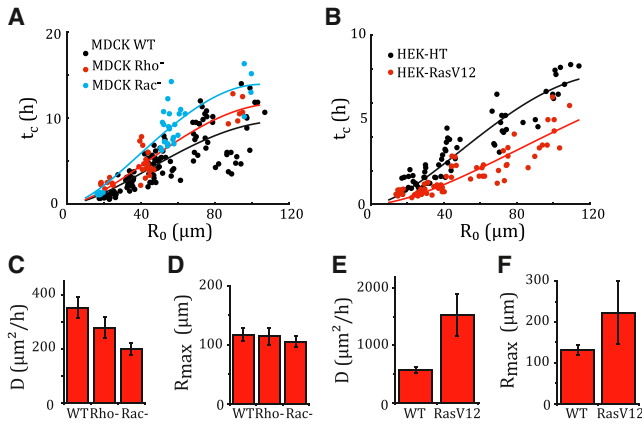 A
20
MDCK WT
MDCK Rho⁻
MDCK Rac⁻
15
10
5
0
0 40 80 120
t_c (h)
R₀ (µm)
B
10
HEK-HT
HEK-RasV12
5
0
0 40 80 120
t_c (h)
R₀ (µm)
C
D (µm²/h)
400
200
0
WT Rho- Rac-
D
R_max (µm)
300
200
100
0
WT Rho- Rac-
E
D (µm²/h)
2000
1000
0
WT RasV12
F
R_max (µm)
300
200
100
0
WT RasV12